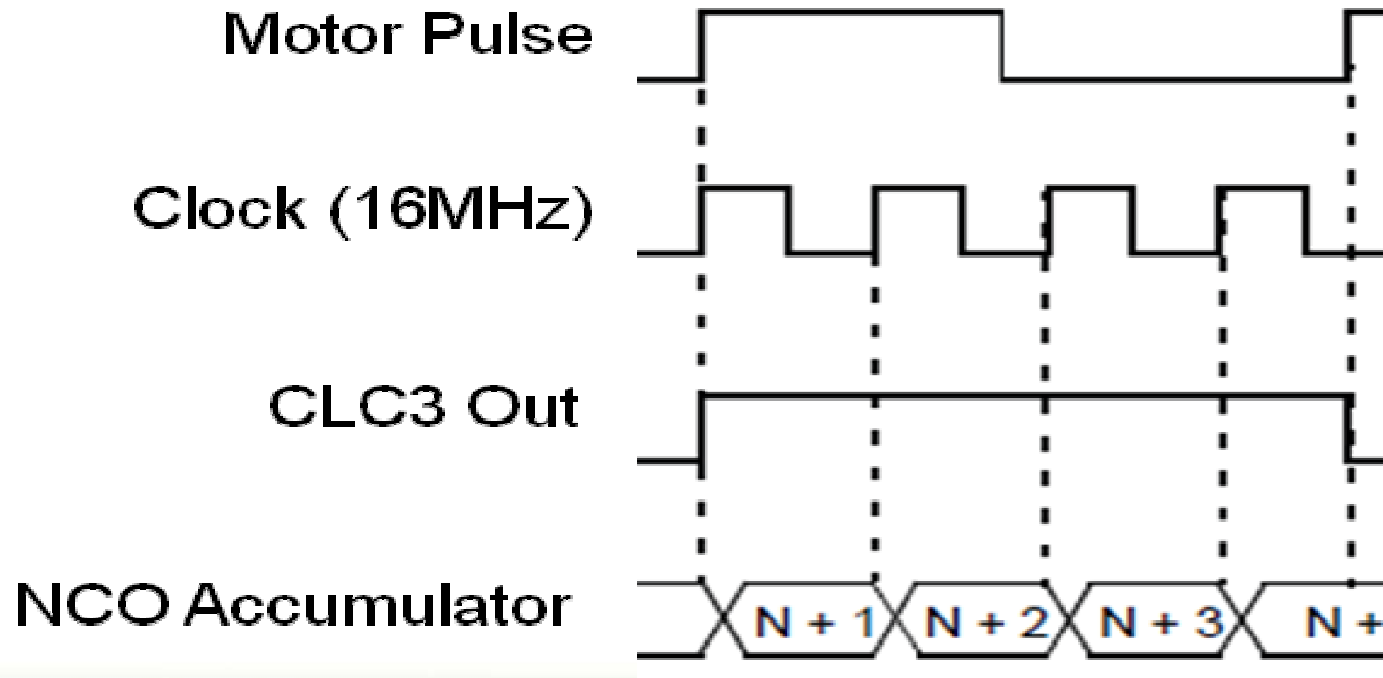 Motor Pulse
Clock (16MHz)
CLC3 Out
NCO Accumulator
N + 1
N + 2
N + 3
N +